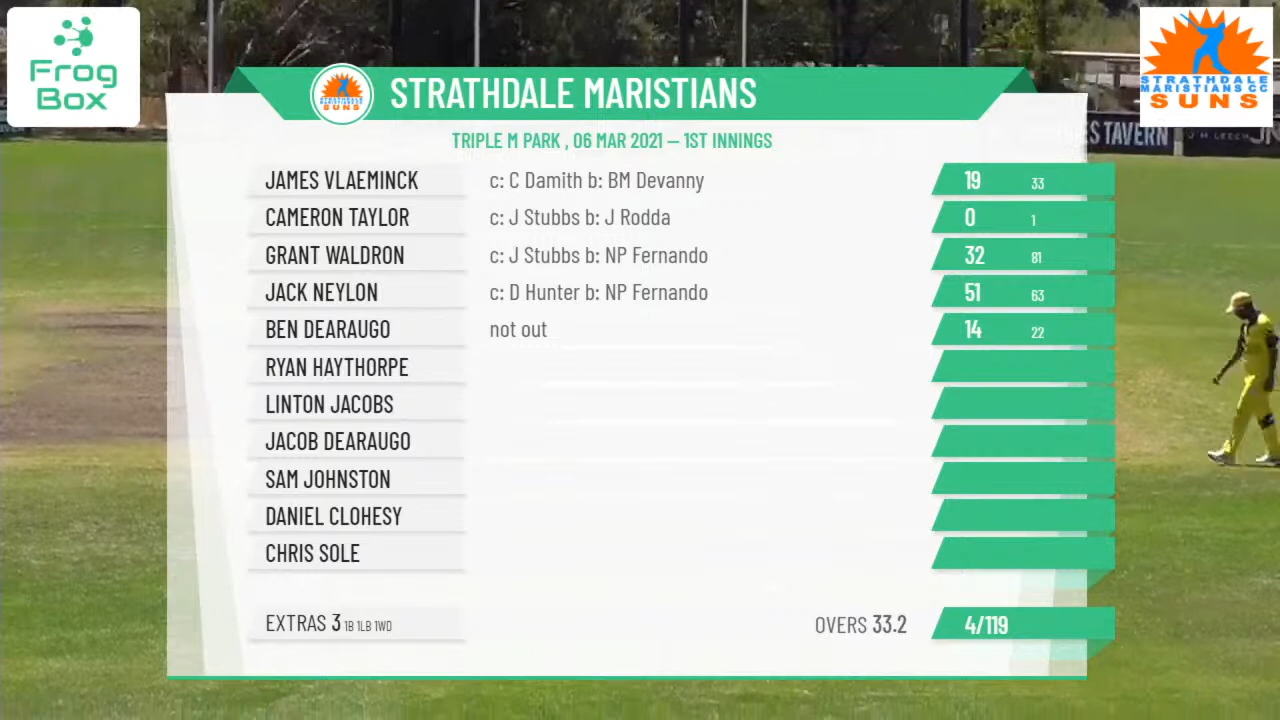 Frog
Box
STRATHDALE MARISTIANS
STRATHDALE
MARISTIANS CC
SUNS
TRIPLE M PARK , 06 MAR 2021 – 1ST INNINGS
TAVERN
JAMES VLAEMINCK c: C Damith b: BM Devanny 19 33
CAMERON TAYLOR c: J Stubbs b: J Rodda 0 1
GRANT WALDRON c: J Stubbs b: NP Fernando 32 81
JACK NEYLON c: D Hunter b: NP Fernando 51 63
BEN DEARAUGO not out 14 22
RYAN HAYTHORPE
LINTON JACOBS
JACOB DEARAUGO
SAM JOHNSTON
DANIEL CLOHESY
CHRIS SOLE
EXTRAS 3 1B 1LB 1WD OVERS 33.2 4/119